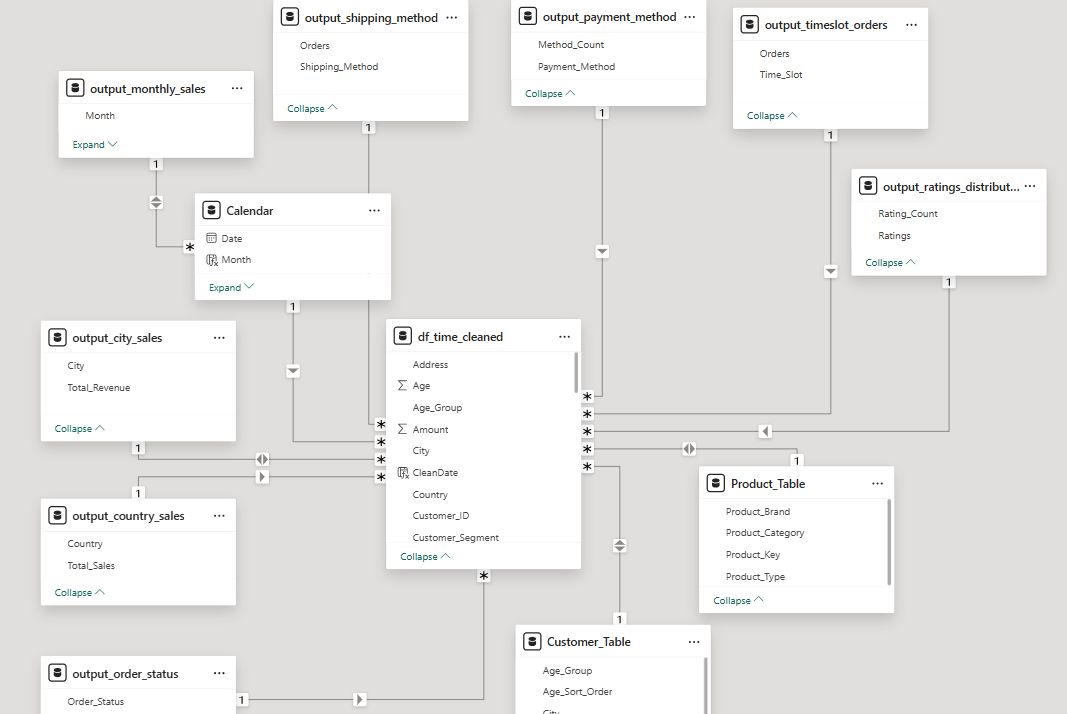 output_shipping_method ...
Orders
Shipping_Method
Collapse
1
output_payment_method ...
Method_Count
Payment_Method
Collapse
1
output_timeslot_orders ...
Orders
Time_Slot
Collapse
1
output_monthly_sales ...
Month
Expand
1
output_ratings_distribut... ...
Rating_Count
Ratings
Collapse
1
Calendar ...
Date
Month
Expand
*
1
output_city_sales ...
City
Total_Revenue
Collapse
1
df_time_cleaned ...
Address
Σ Age
Age_Group
Σ Amount
City
CleanDate
Country
Customer_ID
Customer_Segment
Collapse
*
*
*
*
*
*
*
*
*
*
output_country_sales ...
Country
Total_Sales
Collapse
1
Product_Table ...
Product_Brand
Product_Category
Product_Key
Product_Type
Collapse
1
output_order_status ...
Order_Status
1
Customer_Table ...
Age_Group
Age_Sort_Order
City
1